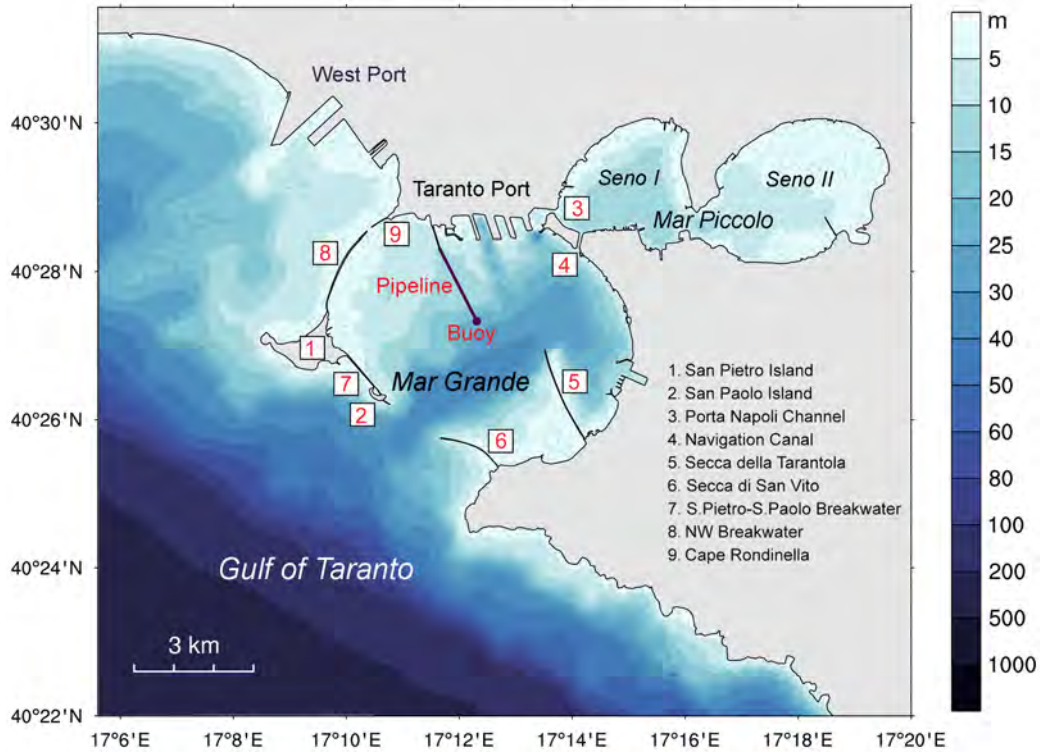 m
5
10
15
20
25
30
40
50
60
80
100
200
500
1000
West Port
40°30'N
40°28'N
40°26'N
40°24'N
40°22'N
Taranto Port
Seno I
Seno II
Mar Piccolo
3
9
8
4
Pipeline
Buoy
1
7
2
Mar Grande
5
6
1. San Pietro Island
2. San Paolo Island
3. Porta Napoli Channel
4. Navigation Canal
5. Secca della Tarantola
6. Secca di San Vito
7. S.Pietro-S.Paolo Breakwater
8. NW Breakwater
9. Cape Rondinella
Gulf of Taranto
3 km
17°6'E 17°8'E 17°10'E 17°12'E 17°14'E 17°16'E 17°18'E 17°20'E